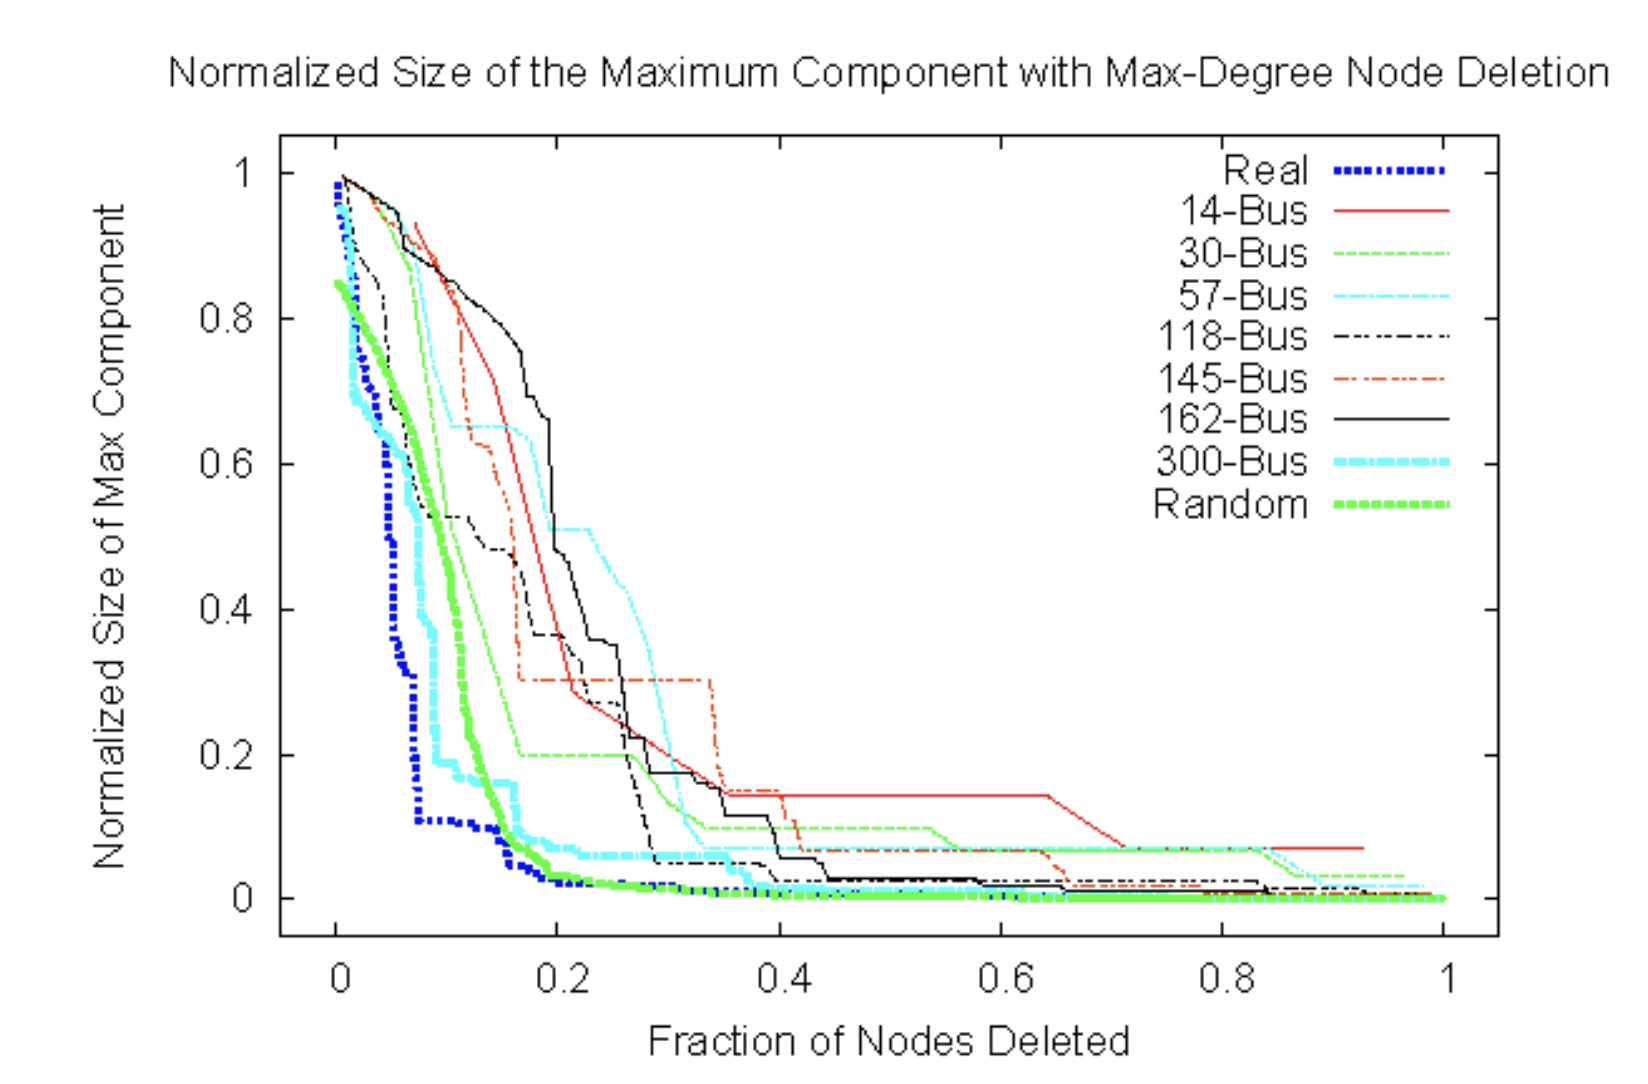 Normalized Size of the Maximum Component with Max-Degree Node Deletion
Normalized Size of Max Component
1
0.8
0.6
0.4
0.2
0
Real
14-Bus
30-Bus
57-Bus
118-Bus
145-Bus
162-Bus
300-Bus
Random
0 0.2 0.4 0.6 0.8 1
Fraction of Nodes Deleted